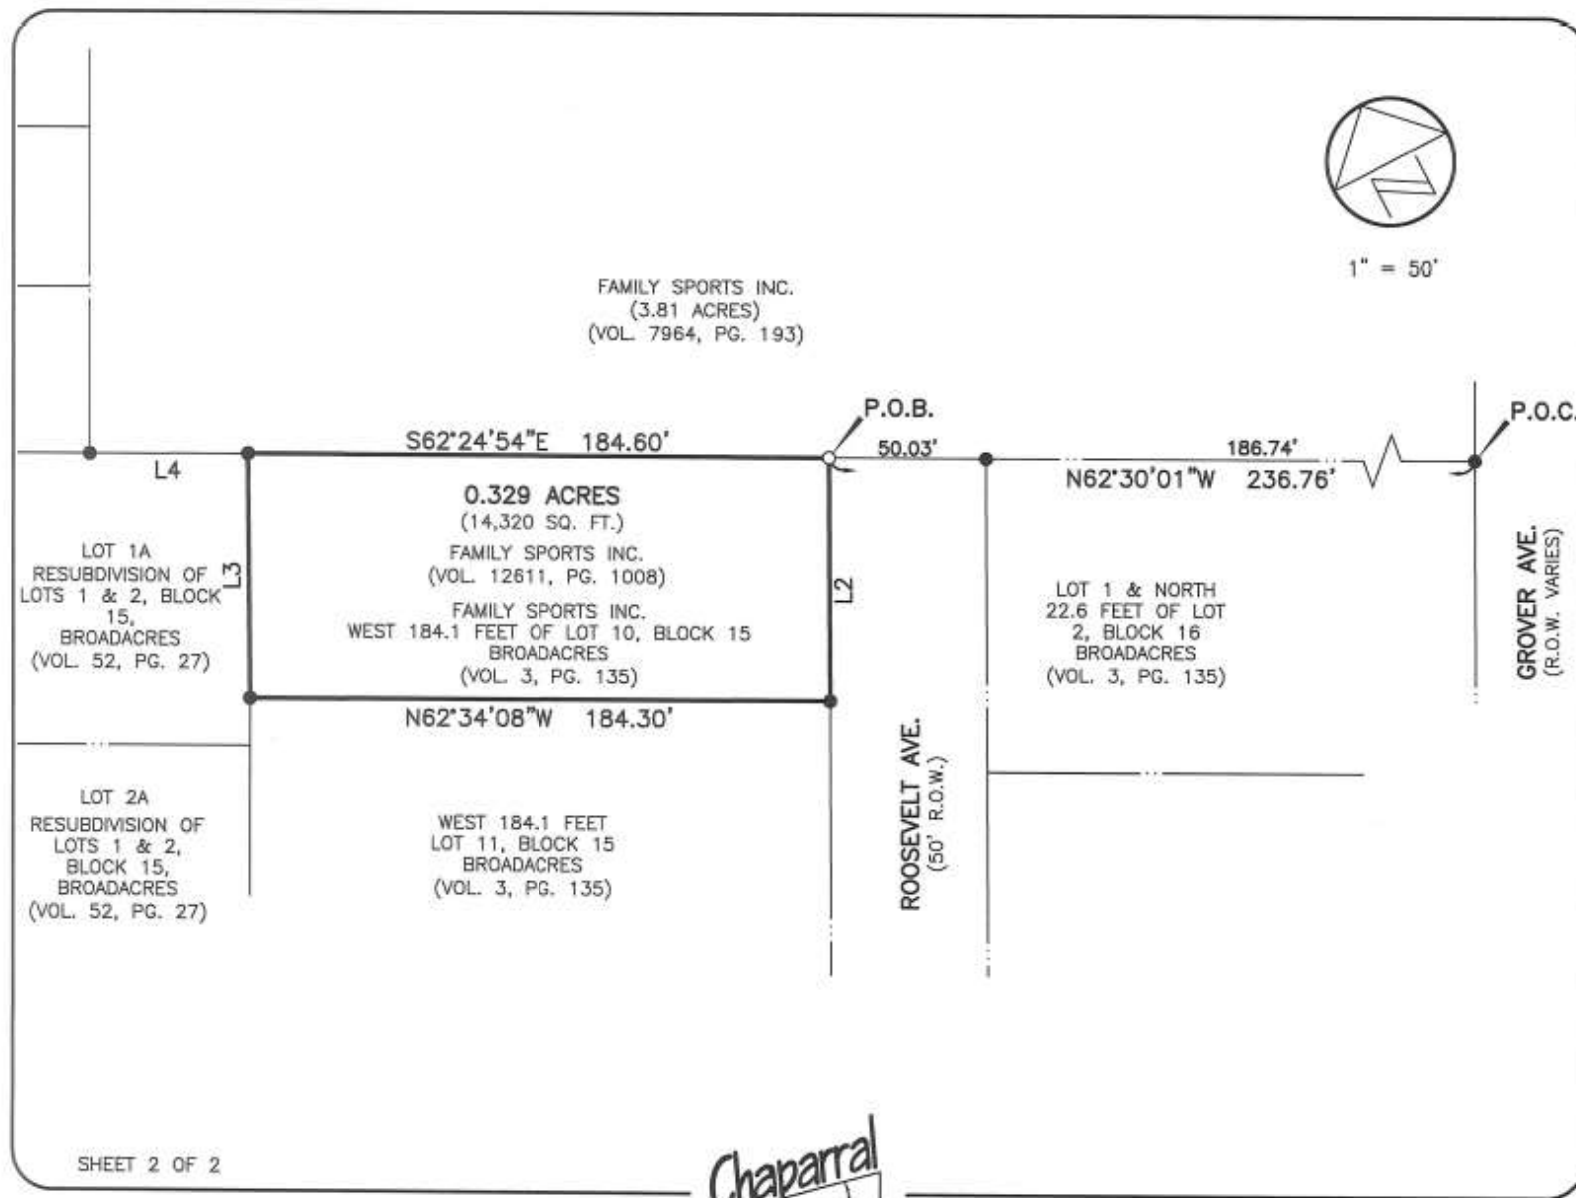 1" = 50'
FAMILY SPORTS INC.
(3.81 ACRES)
(VOL. 7964, PG. 193)
P.O.B.
P.O.C.
S62°24'54"E 184.60'
50.03'
186.74'
N62°30'01"W 236.76'
L4
L3
L2
0.329 ACRES
(14,320 SQ. FT.)
FAMILY SPORTS INC.
(VOL. 12611, PG. 1008)
FAMILY SPORTS INC.
WEST 184.1 FEET OF LOT 10, BLOCK 15
BROADACRES
(VOL. 3, PG. 135)
N62°34'08"W 184.30'
LOT 1A
RESUBDIVISION OF
LOTS 1 & 2, BLOCK
15,
BROADACRES
(VOL. 52, PG. 27)
LOT 1 & NORTH
22.6 FEET OF LOT
2, BLOCK 16
BROADACRES
(VOL. 3, PG. 135)
GROVER AVE.
(R.O.W. VARIES)
ROOSEVELT AVE.
(50' R.O.W.)
LOT 2A
RESUBDIVISION OF
LOTS 1 & 2,
BLOCK 15,
BROADACRES
(VOL. 52, PG. 27)
WEST 184.1 FEET
LOT 11, BLOCK 15
BROADACRES
(VOL. 3, PG. 135)
SHEET 2 OF 2
Chaparral